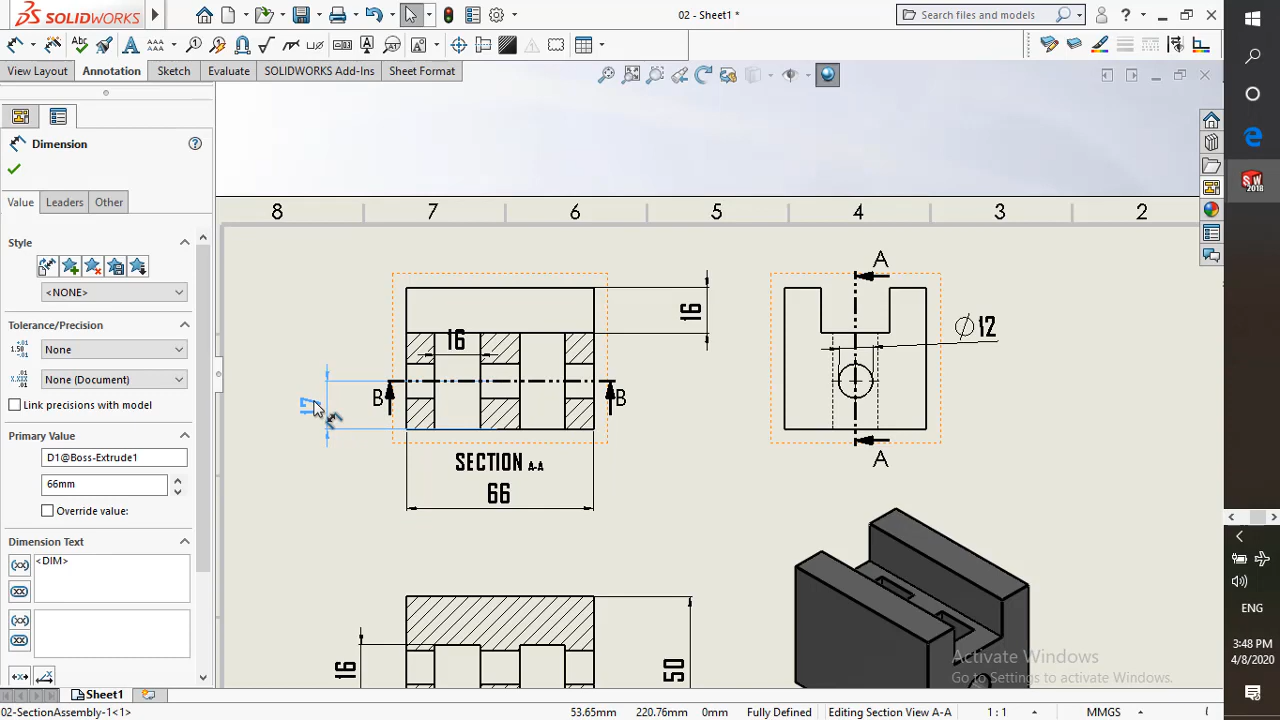 SOLIDWORKS
02 - Sheet1 *
Search files and models
?
View Layout
Annotation
Sketch
Evaluate
SOLIDWORKS Add-Ins
Sheet Format
Dimension
Value
Leaders
Other
Style
<NONE>
Tolerance/Precision
None
None (Document)
Link precisions with model
Primary Value
D1@Boss-Extrude1
66mm
Override value:
Dimension Text
<DIM>
8 7 6 5 4 3 2
16
16
17
B
B
SECTION A-A
66
A
Ø12
A
16
50
Activate Windows
Go to Settings to activate Windows.
Sheet1
02-SectionAssembly-1<1>
53.65mm
220.76mm
0mm
Fully Defined
Editing Section View A-A
1 : 1
MMGS
SW
2018
ENG
3:48 PM
4/8/2020